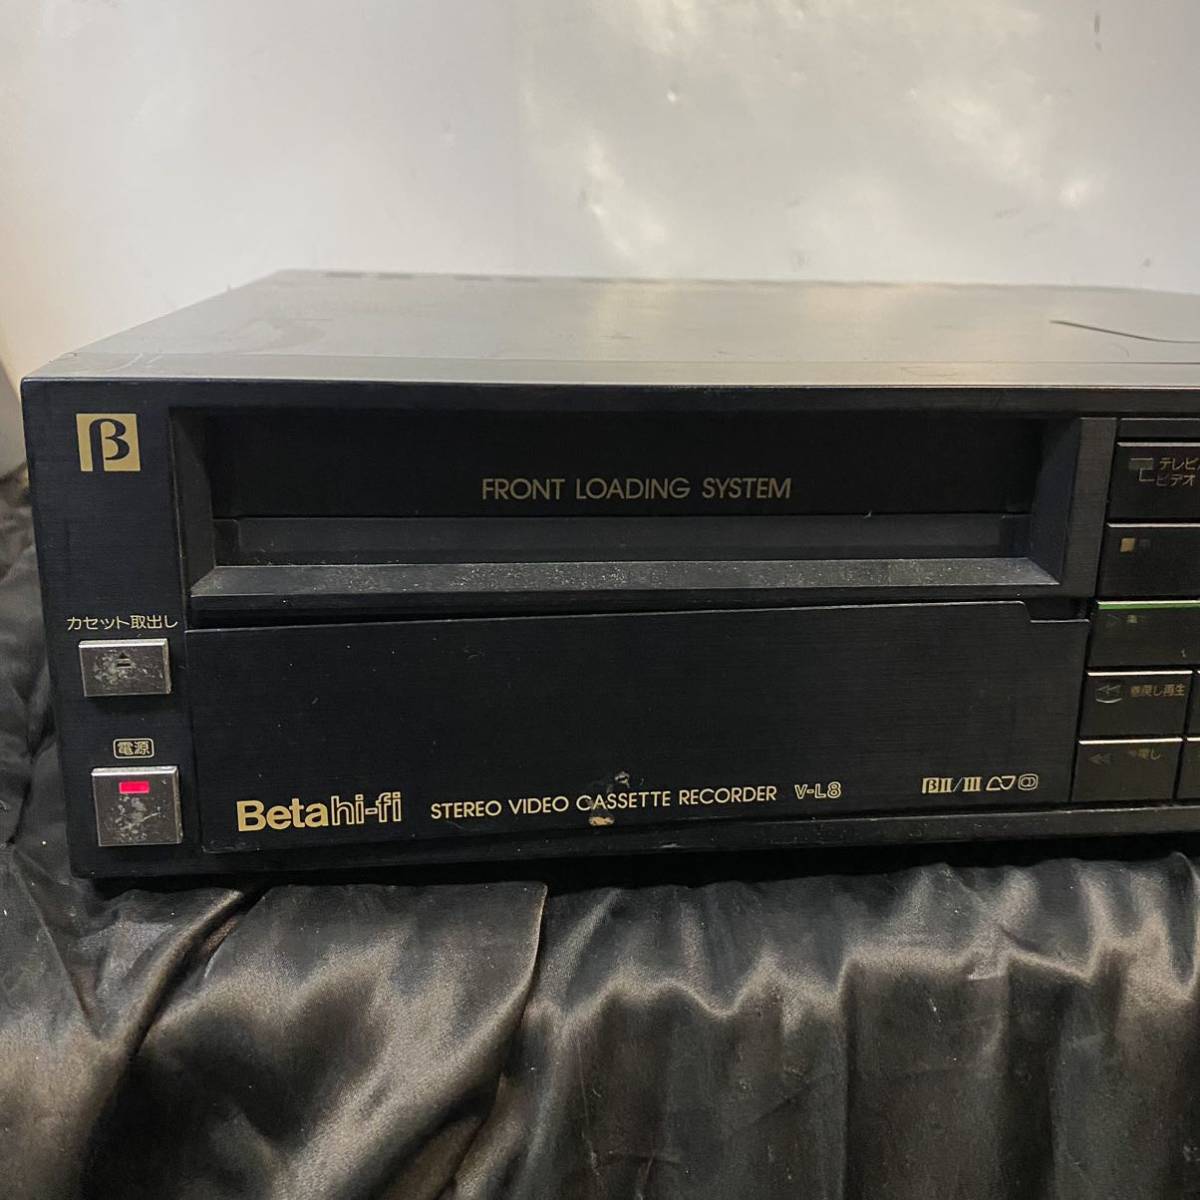 β
FRONT LOADING SYSTEM
テレビ
ビデオ
カセット取出し
巻戻し再生
電源
Betahi-fi STEREO VIDEO CASSETTE RECORDER V-L8
βII/III